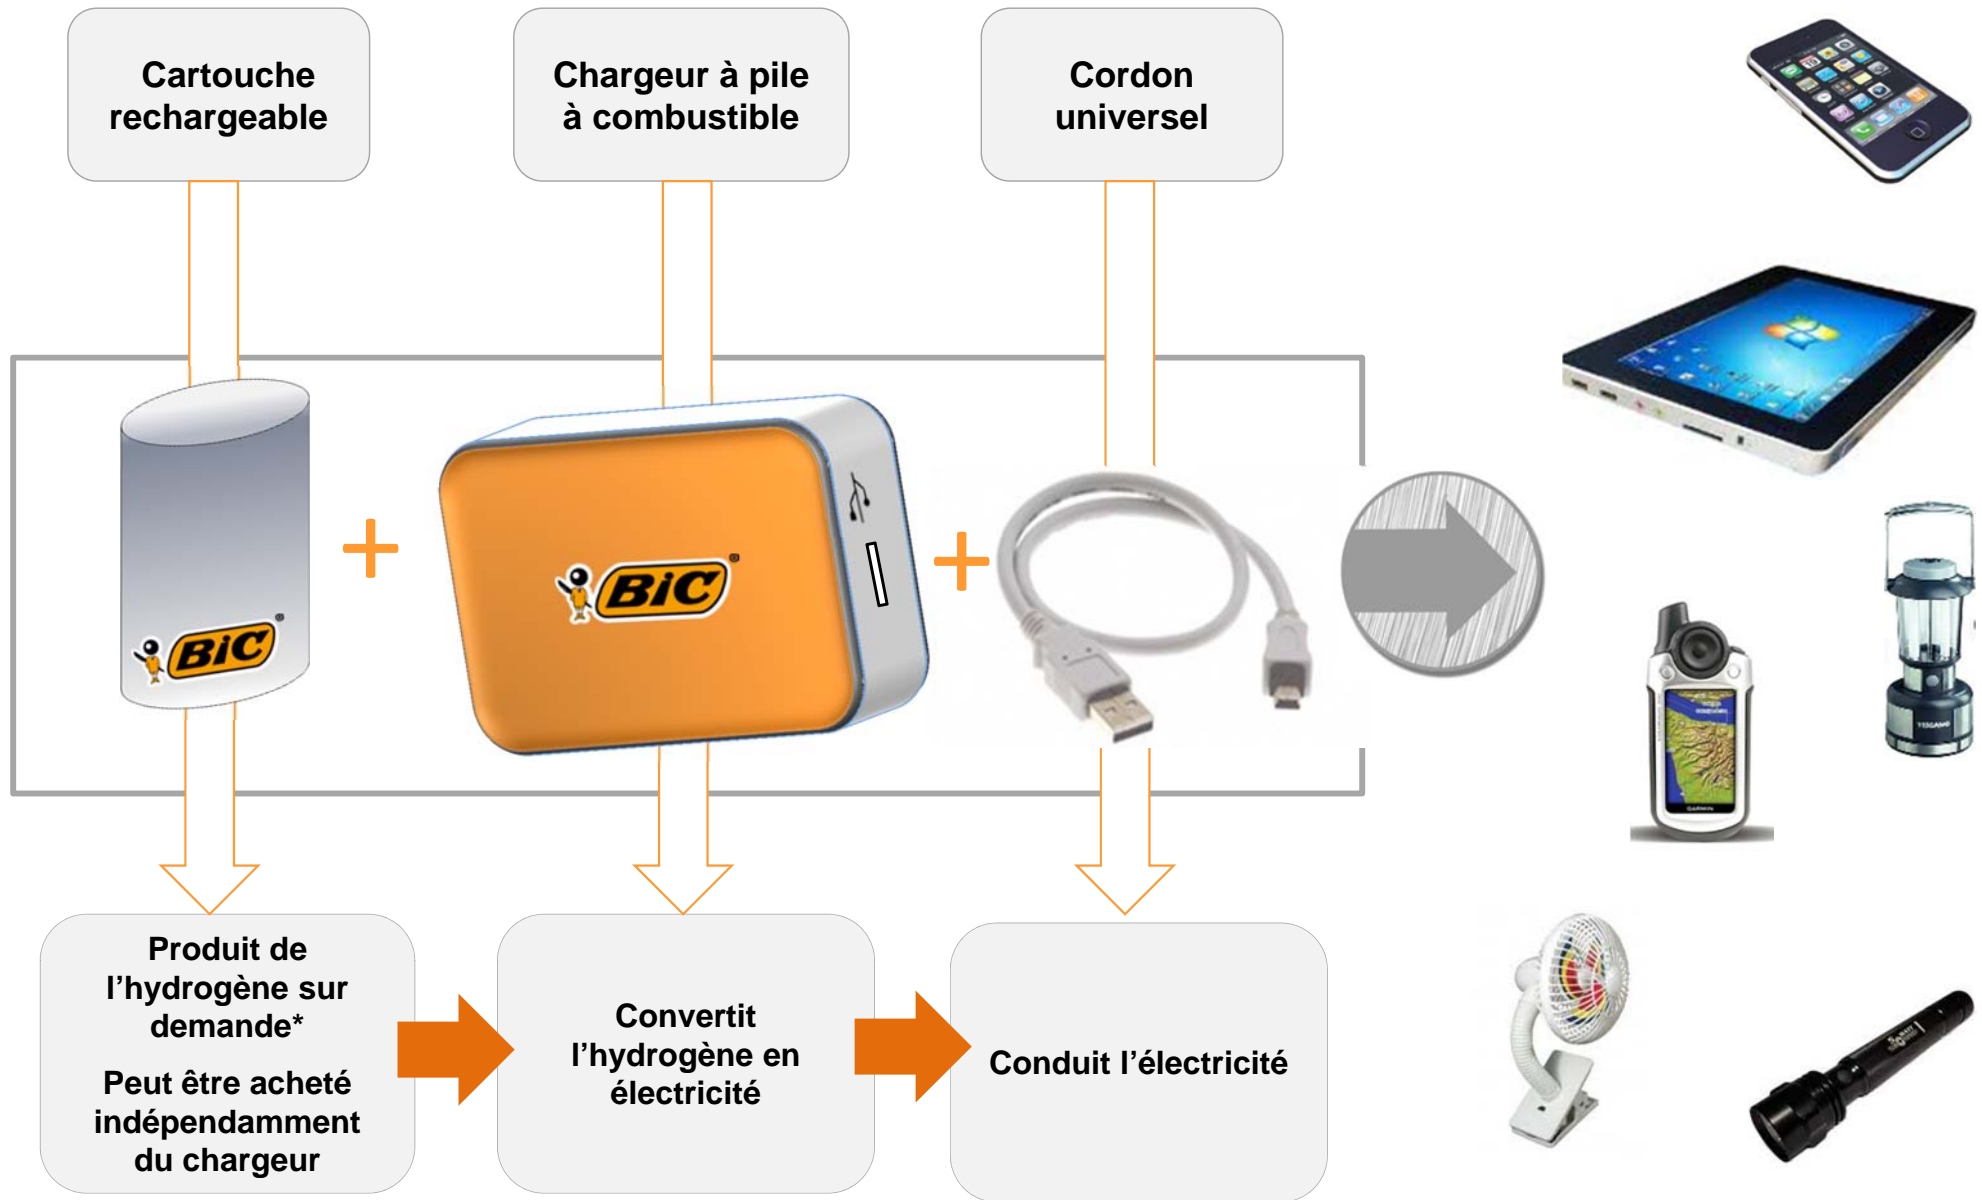 Cartouche
rechargeable
Chargeur à pile
à combustible
Cordon
universel
BiC
®
BiC
®
GARMIN
Produit de
l’hydrogène sur
demande*
Peut être acheté
indépendamment
du chargeur
Convertit
l’hydrogène en
électricité
Conduit l’électricité